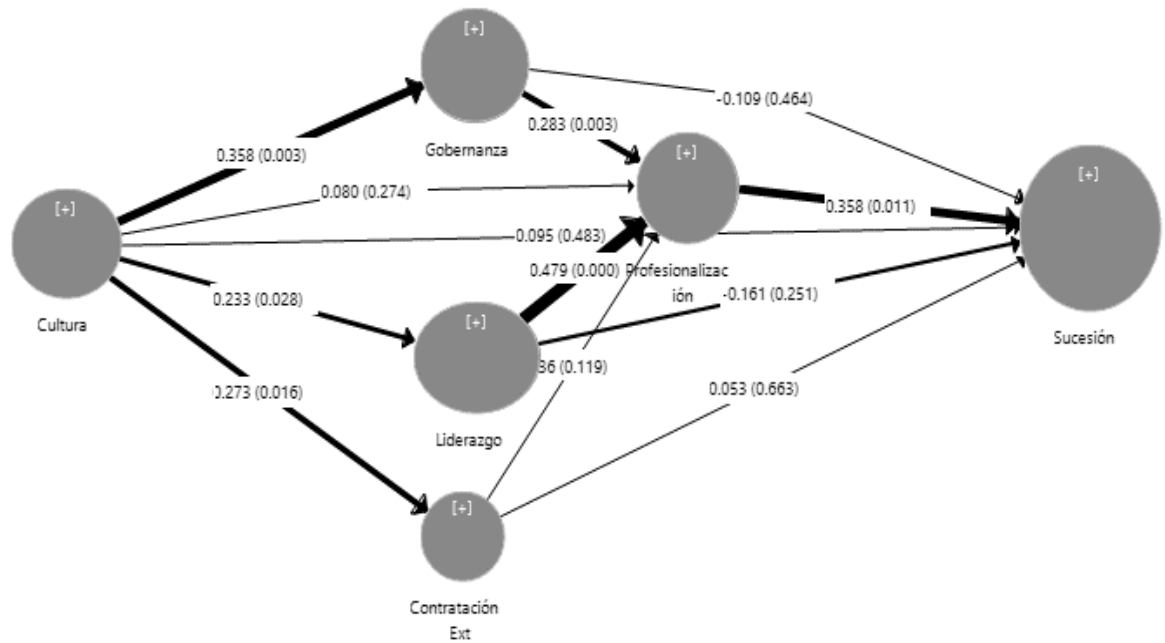 [+]
Gobernanza
-0.109 (0.464)
0.283 (0.003)
0.358 (0.003)
[+]
0.080 (0.274)
[+]
Cultura
0.095 (0.483)
0.358 (0.011)
[+]
Sucesión
0.479 (0.000)
Profesionalizac
ión
-0.161 (0.251)
0.233 (0.028)
[+]
Liderazgo
36 (0.119)
0.273 (0.016)
0.053 (0.663)
[+]
Contratación
Ext